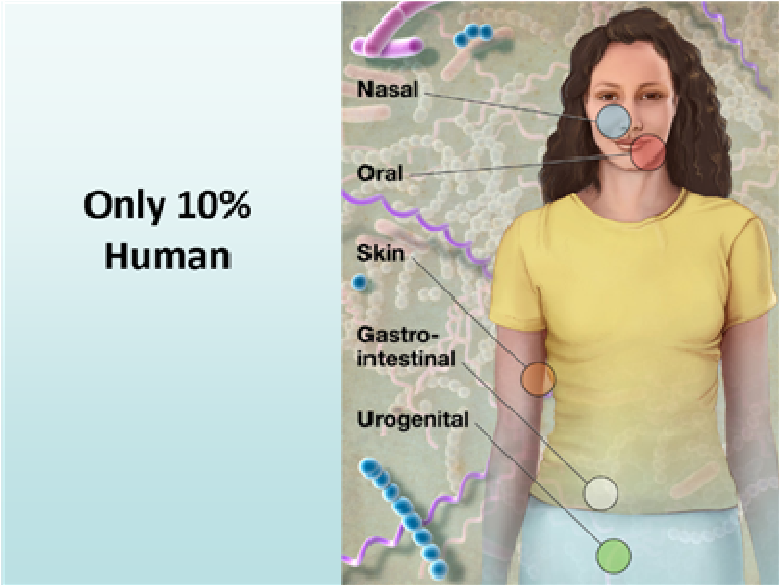 Only 10%
Human
Nasal
Oral
Skin
Gastro-
intestinal
Urogenital